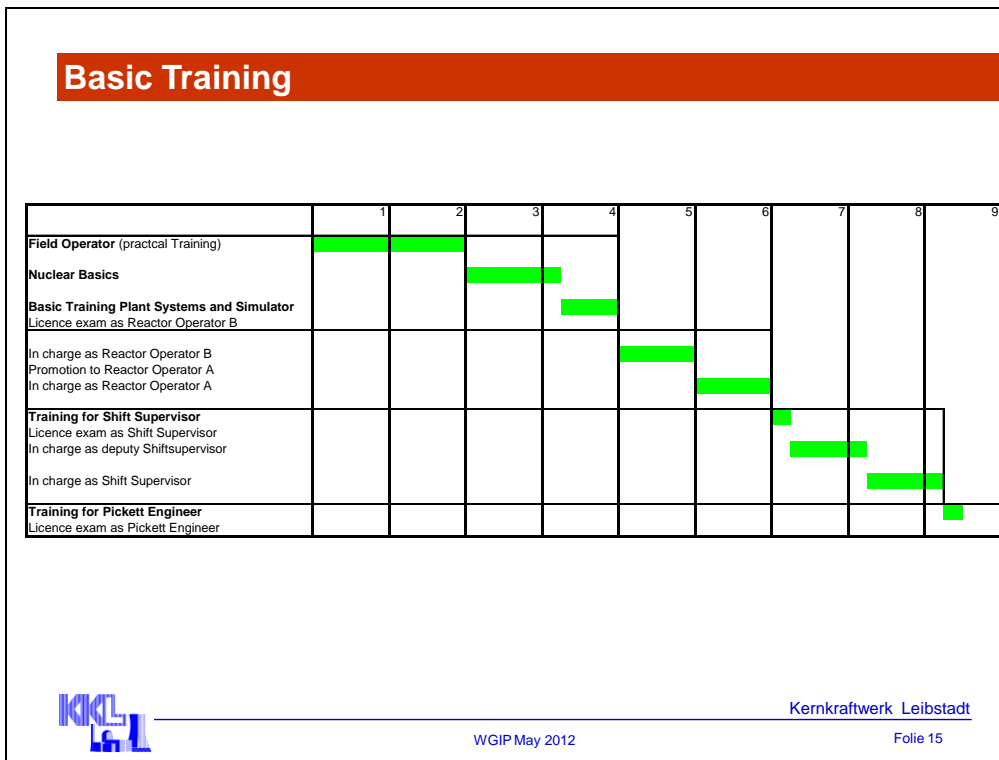 Basic Training
1 2 3 4 5 6 7 8 9
Field Operator (practcal Training)
Nuclear Basics
Basic Training Plant Systems and Simulator
Licence exam as Reactor Operator B
In charge as Reactor Operator B
Promotion to Reactor Operator A
In charge as Reactor Operator A
Training for Shift Supervisor
Licence exam as Shift Supervisor
In charge as deputy Shiftsupervisor
In charge as Shift Supervisor
Training for Pickett Engineer
Licence exam as Pickett Engineer
KKL
Kernkraftwerk Leibstadt
WGIP May 2012
Folie 15